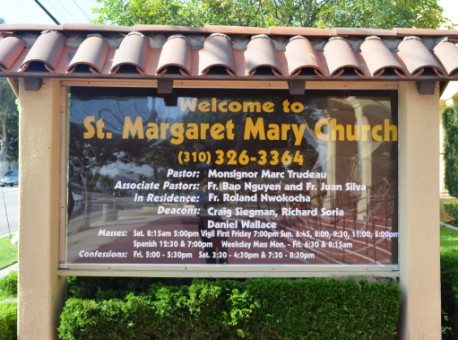 Welcome to
St. Margaret Mary Church
(310) 326-3364
Pastor: Monsignor Marc Trudeau
Associate Pastors: Fr. Bao Nguyen and Fr. Juan Silva
In Residence: Fr. Roland Nwokocha
Deacons: Craig Siegman, Richard Soria
Daniel Wallace
Masses: Sat. 8:15am 5:00pm Vigil First Friday 7:00pm Sun. 6:45, 8:00, 9:30, 11:00, 5:00pm
Spanish 12:30 & 7:00pm Weekday Mass Mon. - Fri. 6:30 & 8:15am
Confessions: Fri. 5:00 - 5:30pm Sat. 3:30 - 4:30pm & 7:30 - 8:30pm